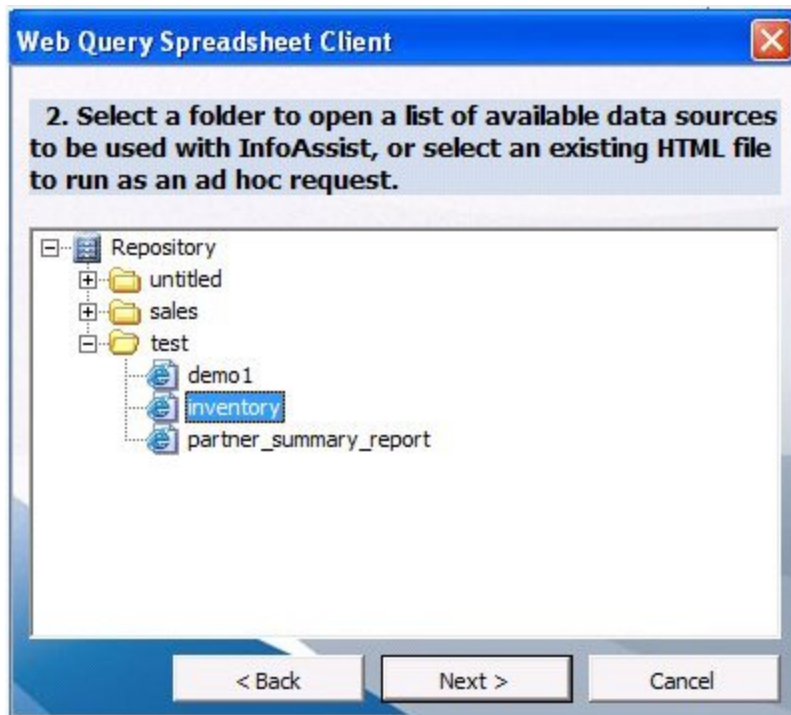 Web Query Spreadsheet Client
2. Select a folder to open a list of available data sources
to be used with InfoAssist, or select an existing HTML file
to run as an ad hoc request.
Repository
untitled
sales
test
demo1
inventory
partner_summary_report
< Back
Next >
Cancel